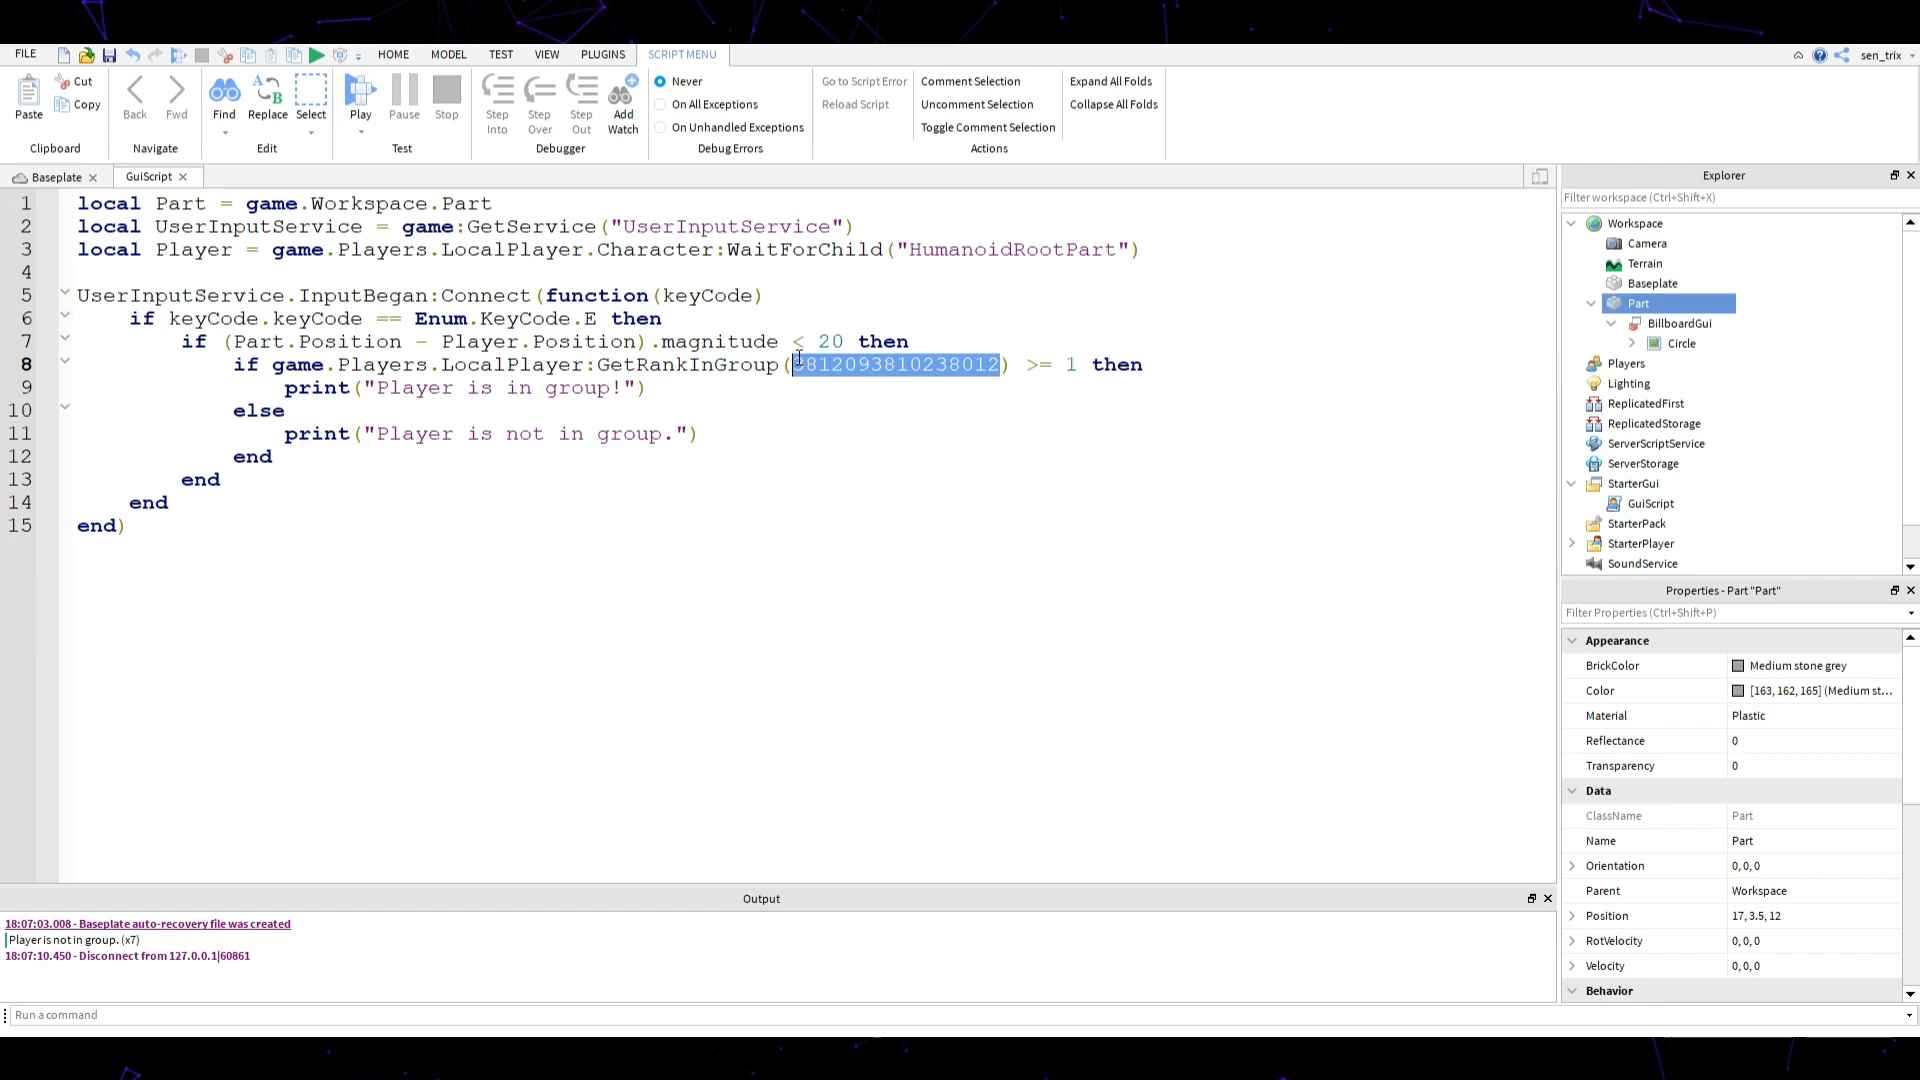 FILE HOME MODEL TEST VIEW PLUGINS SCRIPT MENU sen_trix
Paste Cut Copy
Clipboard
Back Fwd
Navigate
Find Replace Select
Edit
Play Pause Stop
Test
Step Into Step Over Step Out Add Watch
Debugger
Never
On All Exceptions
On Unhandled Exceptions
Debug Errors
Go to Script Error
Reload Script
Comment Selection
Uncomment Selection
Toggle Comment Selection
Actions
Expand All Folds
Collapse All Folds
Baseplate GuiScript
1 local Part = game.Workspace.Part
2 local UserInputService = game:GetService("UserInputService")
3 local Player = game.Players.LocalPlayer.Character:WaitForChild("HumanoidRootPart")
4
5 UserInputService.InputBegan:Connect(function(keyCode)
6 if keyCode.keyCode == Enum.KeyCode.E then
7 if (Part.Position - Player.Position).magnitude < 20 then
8 if game.Players.LocalPlayer:GetRankInGroup(3812093810238012) >= 1 then
9 print("Player is in group!")
10 else
11 print("Player is not in group.")
12 end
13 end
14 end
15 end)
Explorer
Filter workspace (Ctrl+Shift+X)
Workspace
Camera
Terrain
Baseplate
Part
BillboardGui
Circle
Players
Lighting
ReplicatedFirst
ReplicatedStorage
ServerScriptService
ServerStorage
StarterGui
GuiScript
StarterPack
StarterPlayer
SoundService
Properties - Part "Part"
Filter Properties (Ctrl+Shift+P)
Appearance
BrickColor Medium stone grey
Color [163, 162, 165] (Medium st...
Material Plastic
Reflectance 0
Transparency 0
Data
ClassName Part
Name Part
Orientation 0, 0, 0
Parent Workspace
Position 17, 3.5, 12
RotVelocity 0, 0, 0
Velocity 0, 0, 0
Behavior
Output
18:07:03.008 - Baseplate auto-recovery file was created
Player is not in group. (x7)
18:07:10.450 - Disconnect from 127.0.0.1|60861
Run a command